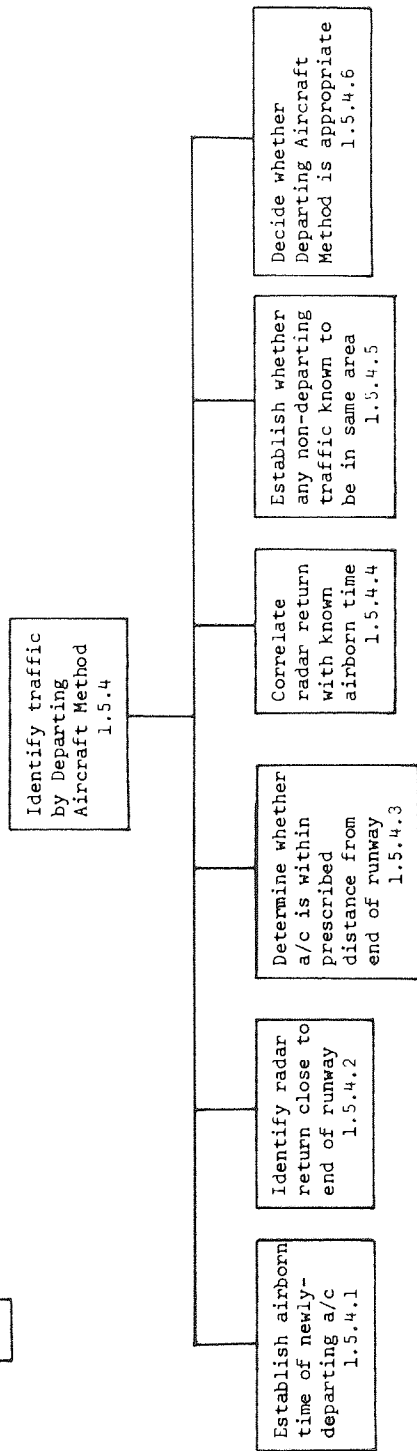 Identify traffic
by Departing
Aircraft Method
1.5.4
Establish airborn
time of newly-
departing a/c
1.5.4.1
Identify radar
return close to
end of runway
1.5.4.2
Determine whether
a/c is within
prescribed
distance from
end of runway
1.5.4.3
Correlate
radar return
with known
airborn time
1.5.4.4
Establish whether
any non-departing
traffic known to
be in same area
1.5.4.5
Decide whether
Departing Aircraft
Method is appropriate
1.5.4.6